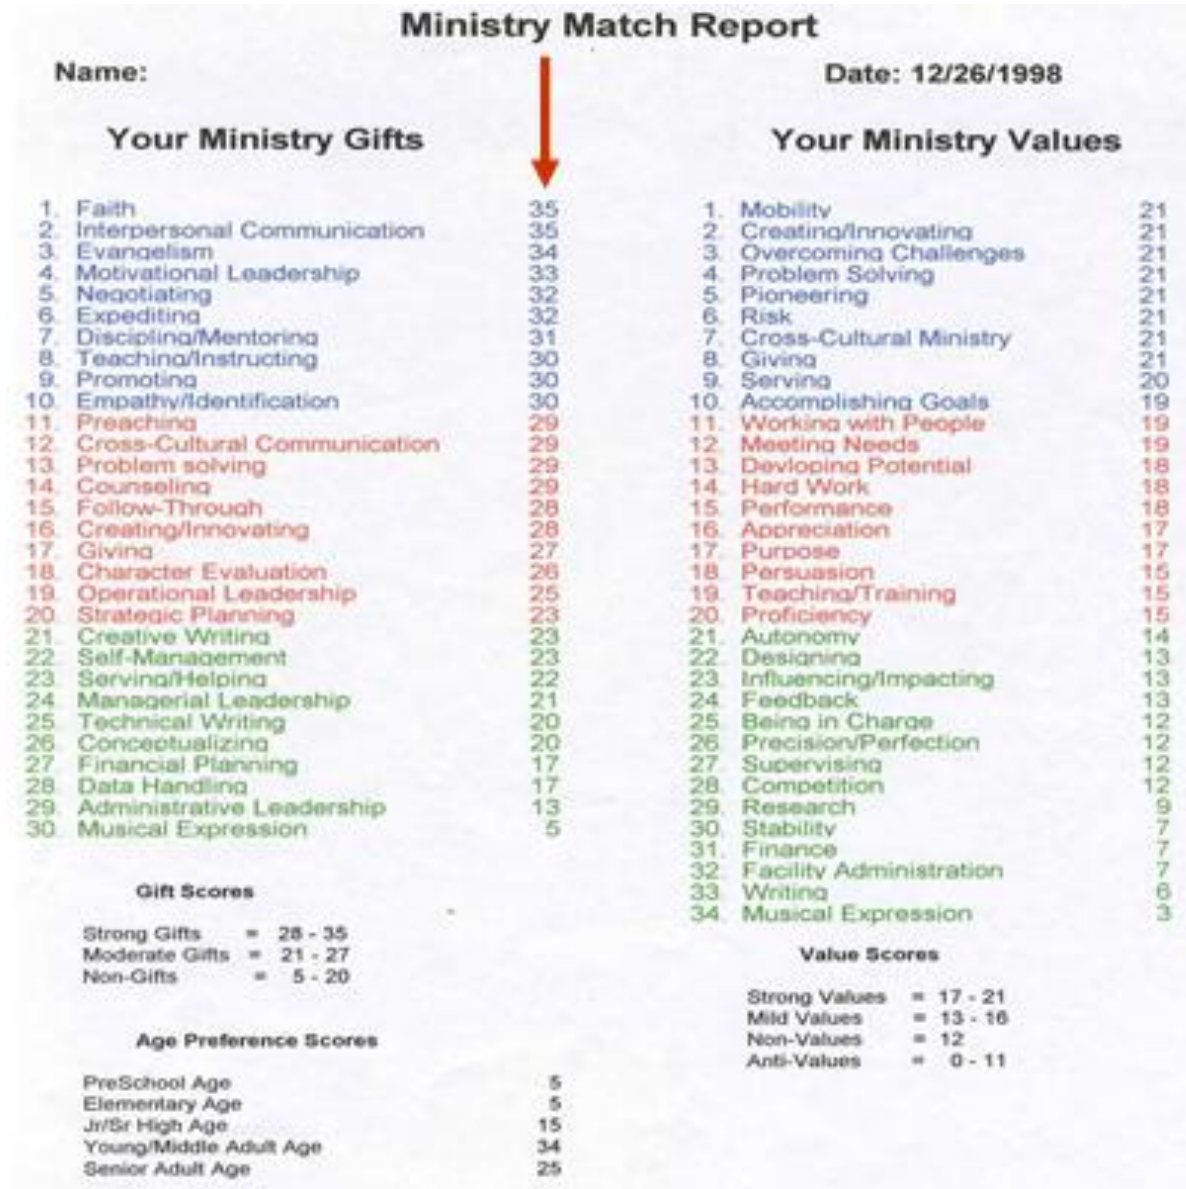 Ministry Match Report
Name:
Date: 12/26/1998
Your Ministry Gifts
1. Faith 35
2. Interpersonal Communication 35
3. Evangelism 34
4. Motivational Leadership 33
5. Negotiating 32
6. Expediting 32
7. Discipling/Mentoring 31
8. Teaching/Instructing 30
9. Promoting 30
10. Empathy/Identification 30
11. Preaching 29
12. Cross-Cultural Communication 29
13. Problem solving 29
14. Counseling 29
15. Follow-Through 28
16. Creating/Innovating 28
17. Giving 27
18. Character Evaluation 26
19. Operational Leadership 25
20. Strategic Planning 23
21. Creative Writing 23
22. Self-Management 23
23. Serving/Helping 22
24. Managerial Leadership 21
25. Technical Writing 20
26. Conceptualizing 20
27. Financial Planning 17
28. Data Handling 17
29. Administrative Leadership 13
30. Musical Expression 5
Gift Scores
Strong Gifts = 28 - 35
Moderate Gifts = 21 - 27
Non-Gifts = 5 - 20
Age Preference Scores
PreSchool Age 5
Elementary Age 5
Jr/Sr High Age 15
Young/Middle Adult Age 34
Senior Adult Age 25
Your Ministry Values
1. Mobility 21
2. Creating/Innovating 21
3. Overcoming Challenges 21
4. Problem Solving 21
5. Pioneering 21
6. Risk 21
7. Cross-Cultural Ministry 21
8. Giving 21
9. Serving 20
10. Accomplishing Goals 19
11. Working with People 19
12. Meeting Needs 19
13. Devloping Potential 18
14. Hard Work 18
15. Performance 18
16. Appreciation 17
17. Purpose 17
18. Persuasion 15
19. Teaching/Training 15
20. Proficiency 15
21. Autonomy 14
22. Designing 13
23. Influencing/Impacting 13
24. Feedback 13
25. Being in Charge 12
26. Precision/Perfection 12
27. Supervising 12
28. Competition 12
29. Research 9
30. Stability 7
31. Finance 7
32. Facility Administration 7
33. Writing 6
34. Musical Expression 3
Value Scores
Strong Values = 17 - 21
Mild Values = 13 - 16
Non-Values = 12
Anti-Values = 0 - 11